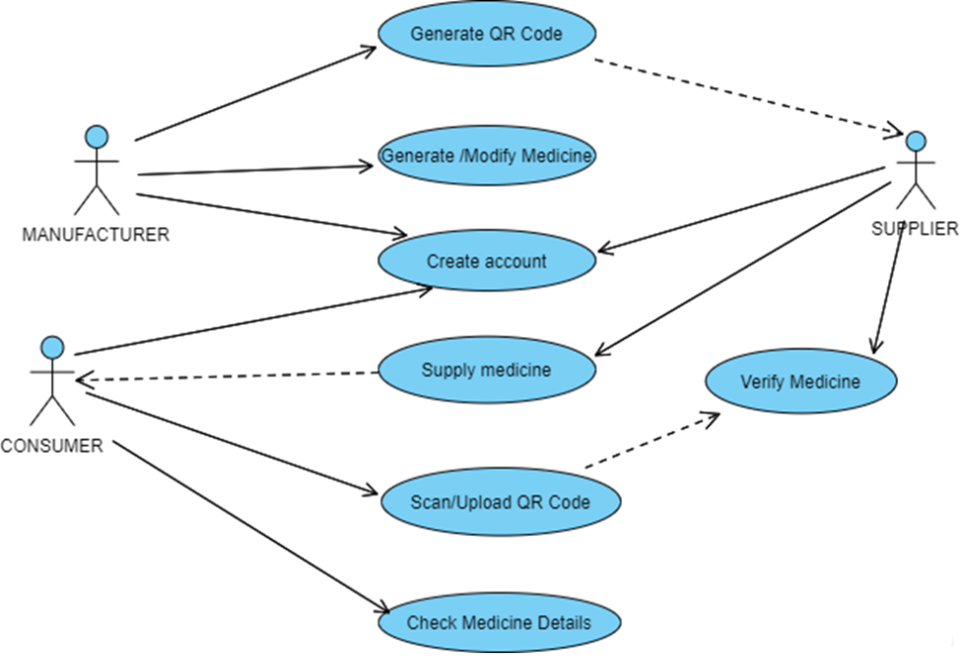 Generate QR Code
Generate /Modify Medicine
MANUFACTURER
SUPPLIER
Create account
Supply medicine
Verify Medicine
CONSUMER
Scan/Upload QR Code
Check Medicine Details